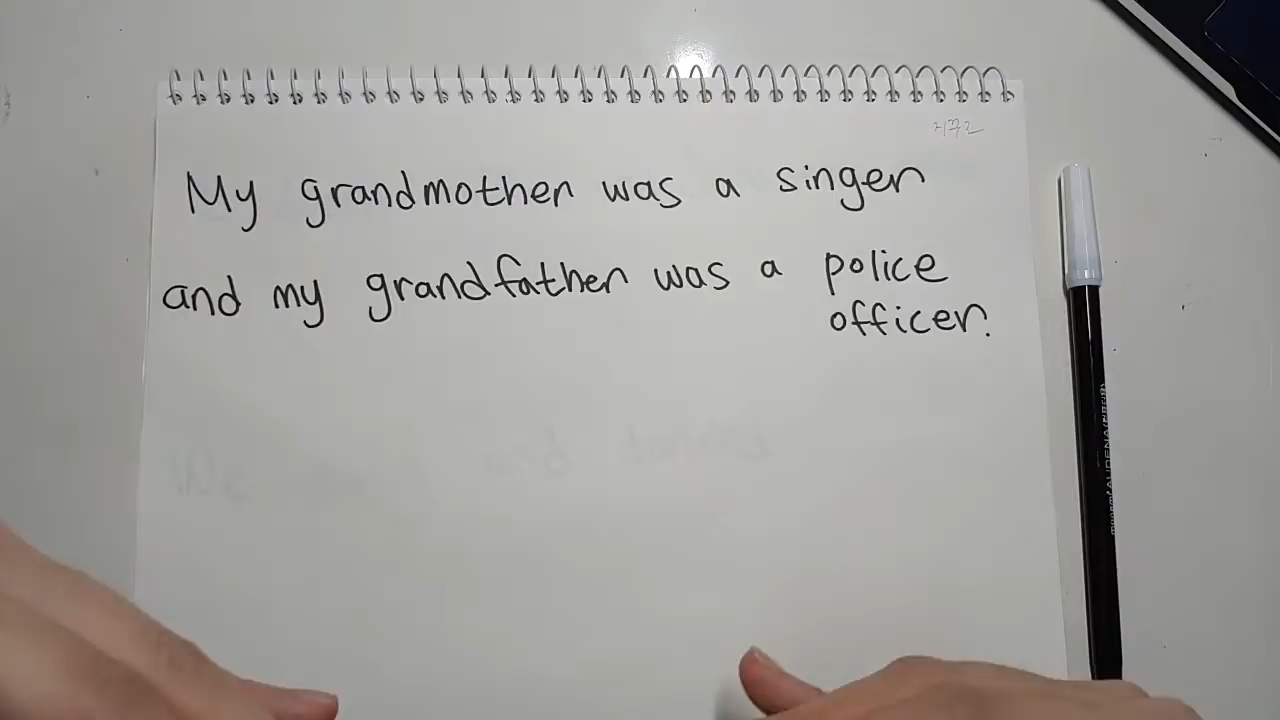 My grandmother was a singer
and my grandfather was a police
officer.